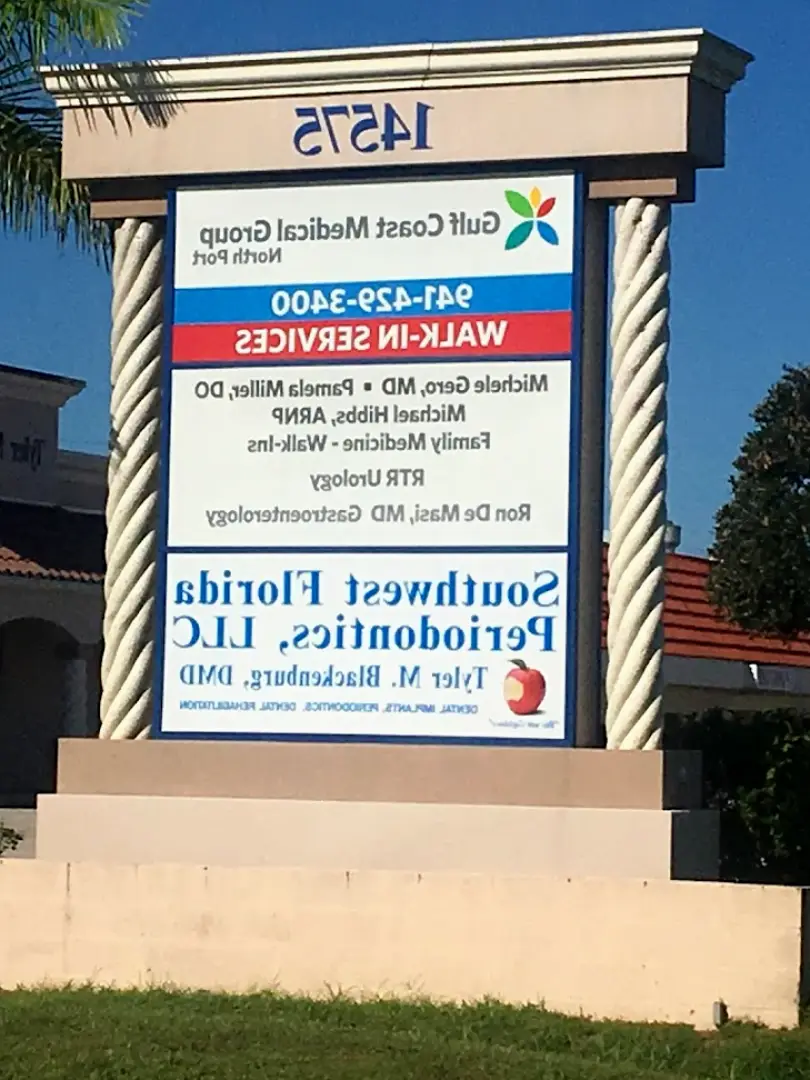 14575
Gulf Coast Medical Group
North Port
941-429-3400
WALK-IN SERVICES
Michele Gero, MD ▪ Pamela Miller, DO
Michael Hibbs, ARNP
Family Medicine - Walk-Ins
RTR Urology
Ron De Masi, MD Gastroenterology
Southwest Florida
Periodontics, LLC
Tyler M. Blackenburg, DMD
DENTAL IMPLANTS, PERIODONTICS, DENTAL REHABILITATION
Tyler